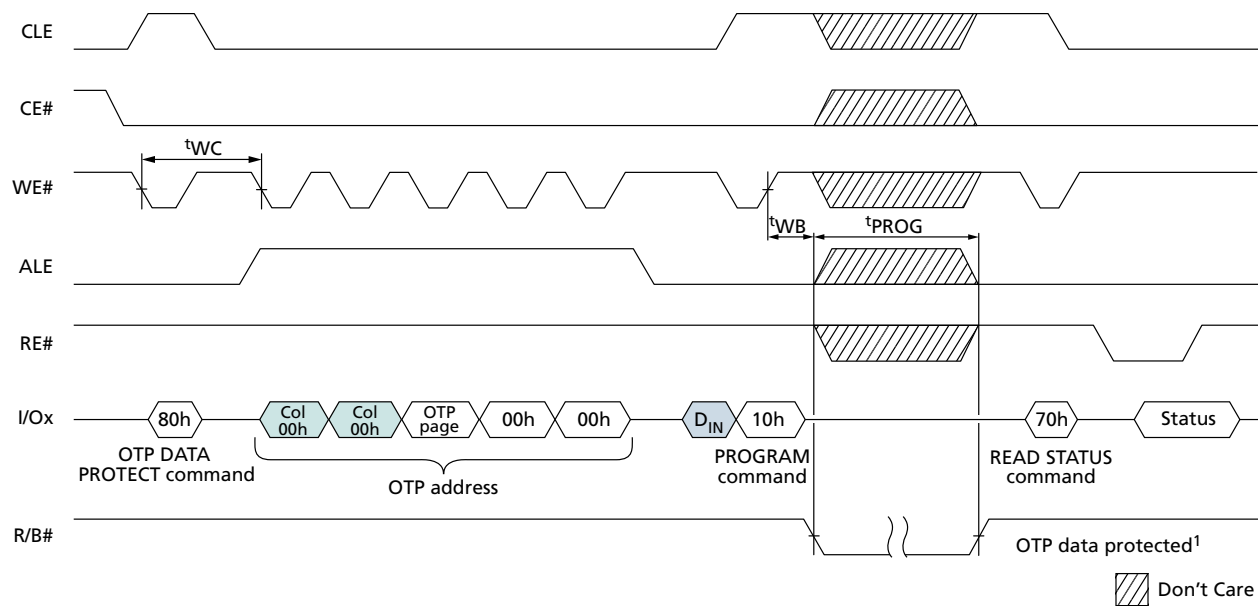 CLE
CE#
tWC
WE#
tWB
tPROG
ALE
RE#
I/Ox
80h
Col
00h
Col
00h
OTP
page
00h
00h
DIN
10h
70h
Status
OTP DATA
PROTECT command
OTP address
PROGRAM
command
READ STATUS
command
R/B#
OTP data protected1
Don't Care